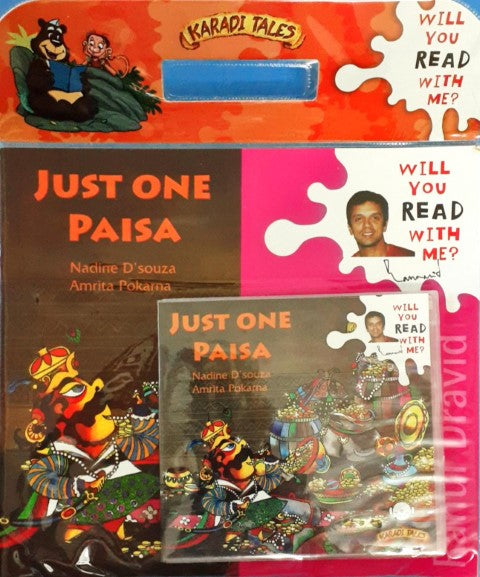 KARADI TALES
WILL
YOU
READ
WITH
ME?
JUST ONE
PAISA
Nadine D'souza
Amrita Pokarna
WILL
YOU
READ
WITH
ME?
Rahul Dravid
JUST ONE
PAISA
Nadine D'souza
Amrita Pokarna
WILL
YOU
READ
WITH
ME?
KARADI TALES